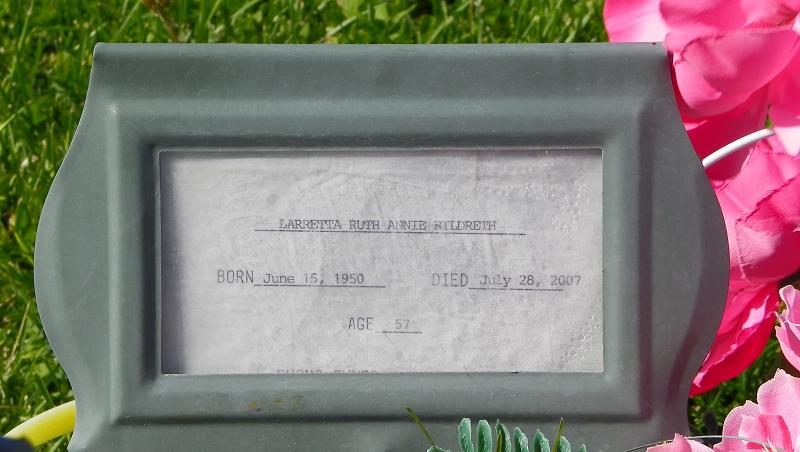 LARRETTA RUTH ANNIE HILDRETH
BORN June 15, 1950 DIED July 28, 2007
AGE 57